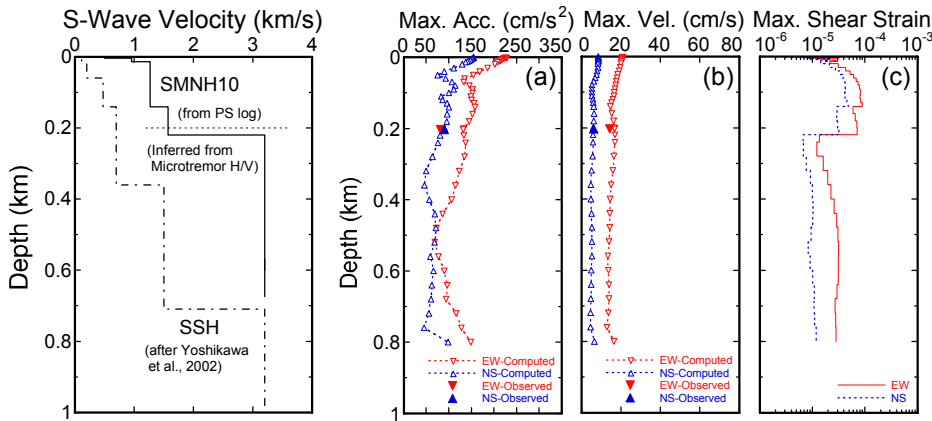 S-Wave Velocity (km/s)
0 1 2 3 4
0
0.2
0.4
0.6
0.8
1
Depth (km)
SMNH10
(from PS log)
(Inferred from
Microtremor H/V)
SSH
(after Yoshikawa
et al., 2002)
Max. Acc. (cm/s²)
50 150 250 350
0
0.2
0.4
0.6
0.8
1
Depth (km)
(a)
EW-Computed
NS-Computed
EW-Observed
NS-Observed
Max. Vel. (cm/s)
0 20 40 60 80
(b)
EW-Computed
NS-Computed
EW-Observed
NS-Observed
Max. Shear Strain
10⁻⁶ 10⁻⁵ 10⁻⁴ 10⁻³
(c)
EW
NS